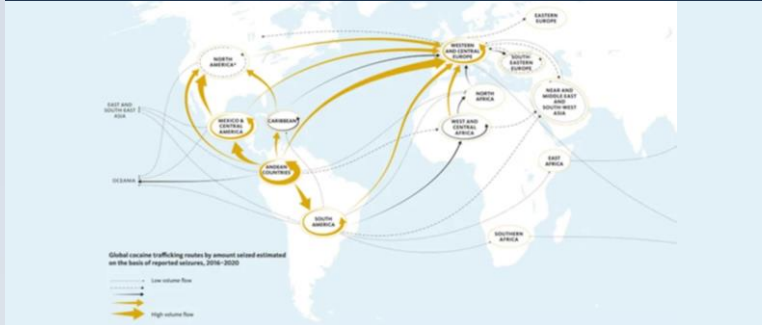 EASTERN
EUROPE
WESTERN
AND CENTRAL
EUROPE
SOUTH
EASTERN
EUROPE
NORTH
AMERICA*
NEAR AND
MIDDLE EAST
AND
SOUTH-WEST
ASIA
NORTH
AFRICA
EAST AND
SOUTH-EAST
ASIA
MEXICO &
CENTRAL
AMERICA
CARIBBEAN
WEST AND
CENTRAL
AFRICA
EAST
AFRICA
ANDEAN
COUNTRIES
OCEANIA
SOUTH
AMERICA
SOUTHERN
AFRICA
Global cocaine trafficking routes by amount seized estimated
on the basis of reported seizures, 2016–2020
Low volume flow
High volume flow